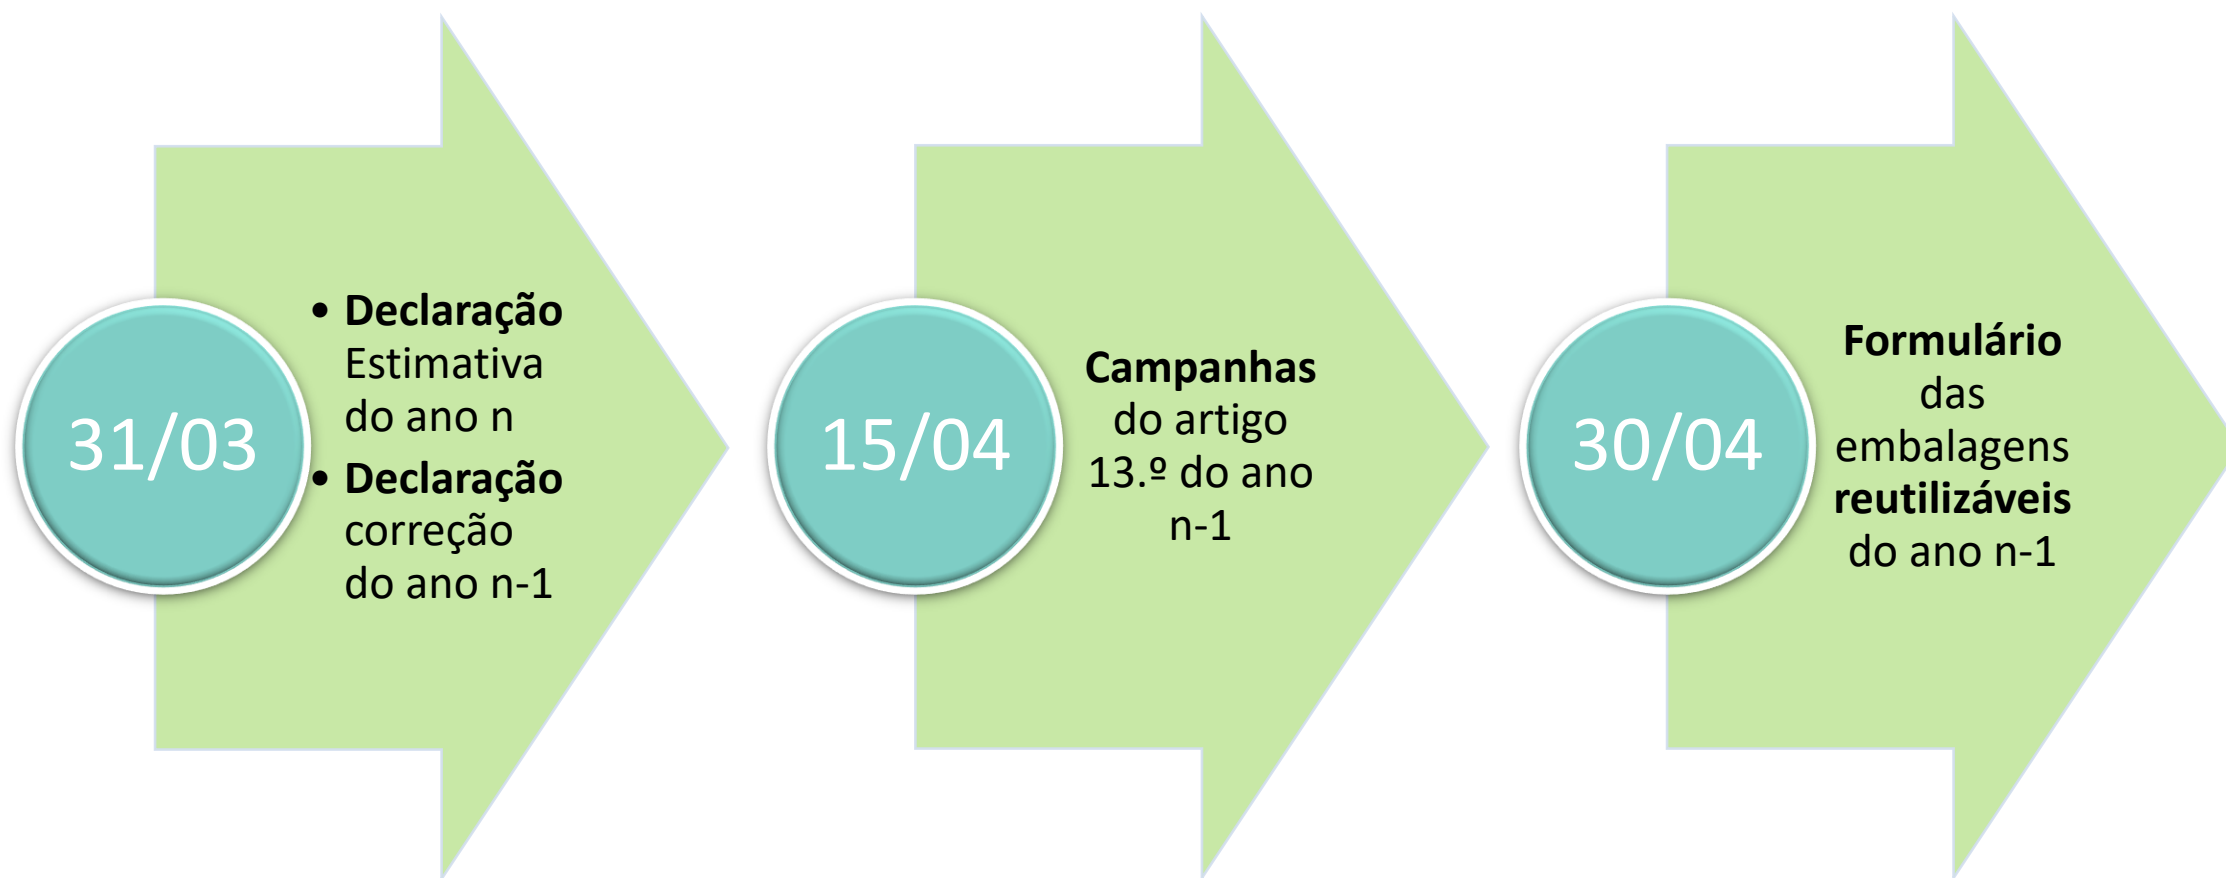 31/03
• Declaração
Estimativa
do ano n
• Declaração
correção
do ano n-1
15/04
Campanhas
do artigo
13.º do ano
n-1
30/04
Formulário
das
embalagens
reutilizáveis
do ano n-1